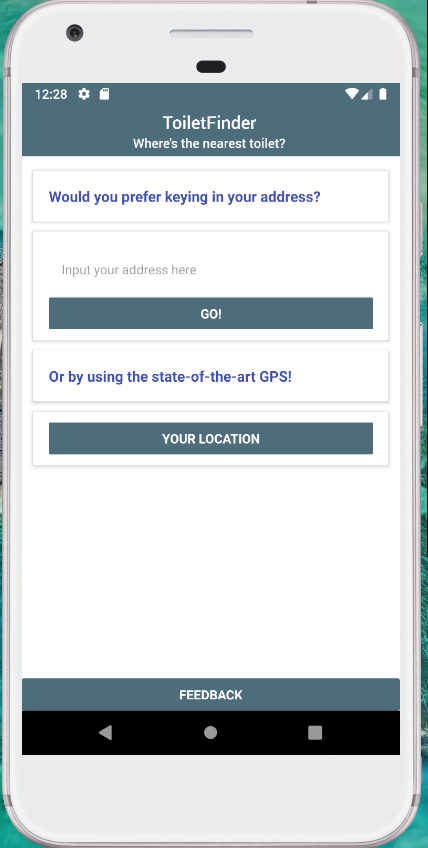 12:28
ToiletFinder
Where's the nearest toilet?
Would you prefer keying in your address?
Input your address here
GO!
Or by using the state-of-the-art GPS!
YOUR LOCATION
FEEDBACK